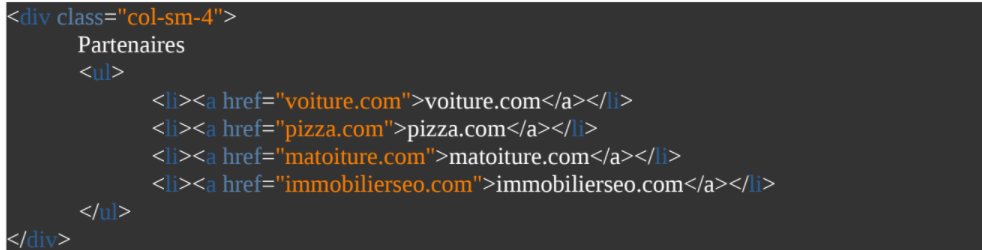 <div class="col-sm-4">
Partenaires
<ul>
<li><a href="voiture.com">voiture.com</a></li>
<li><a href="pizza.com">pizza.com</a></li>
<li><a href="matoiture.com">matoiture.com</a></li>
<li><a href="immobilierseo.com">immobilierseo.com</a></li>
</ul>
</div>